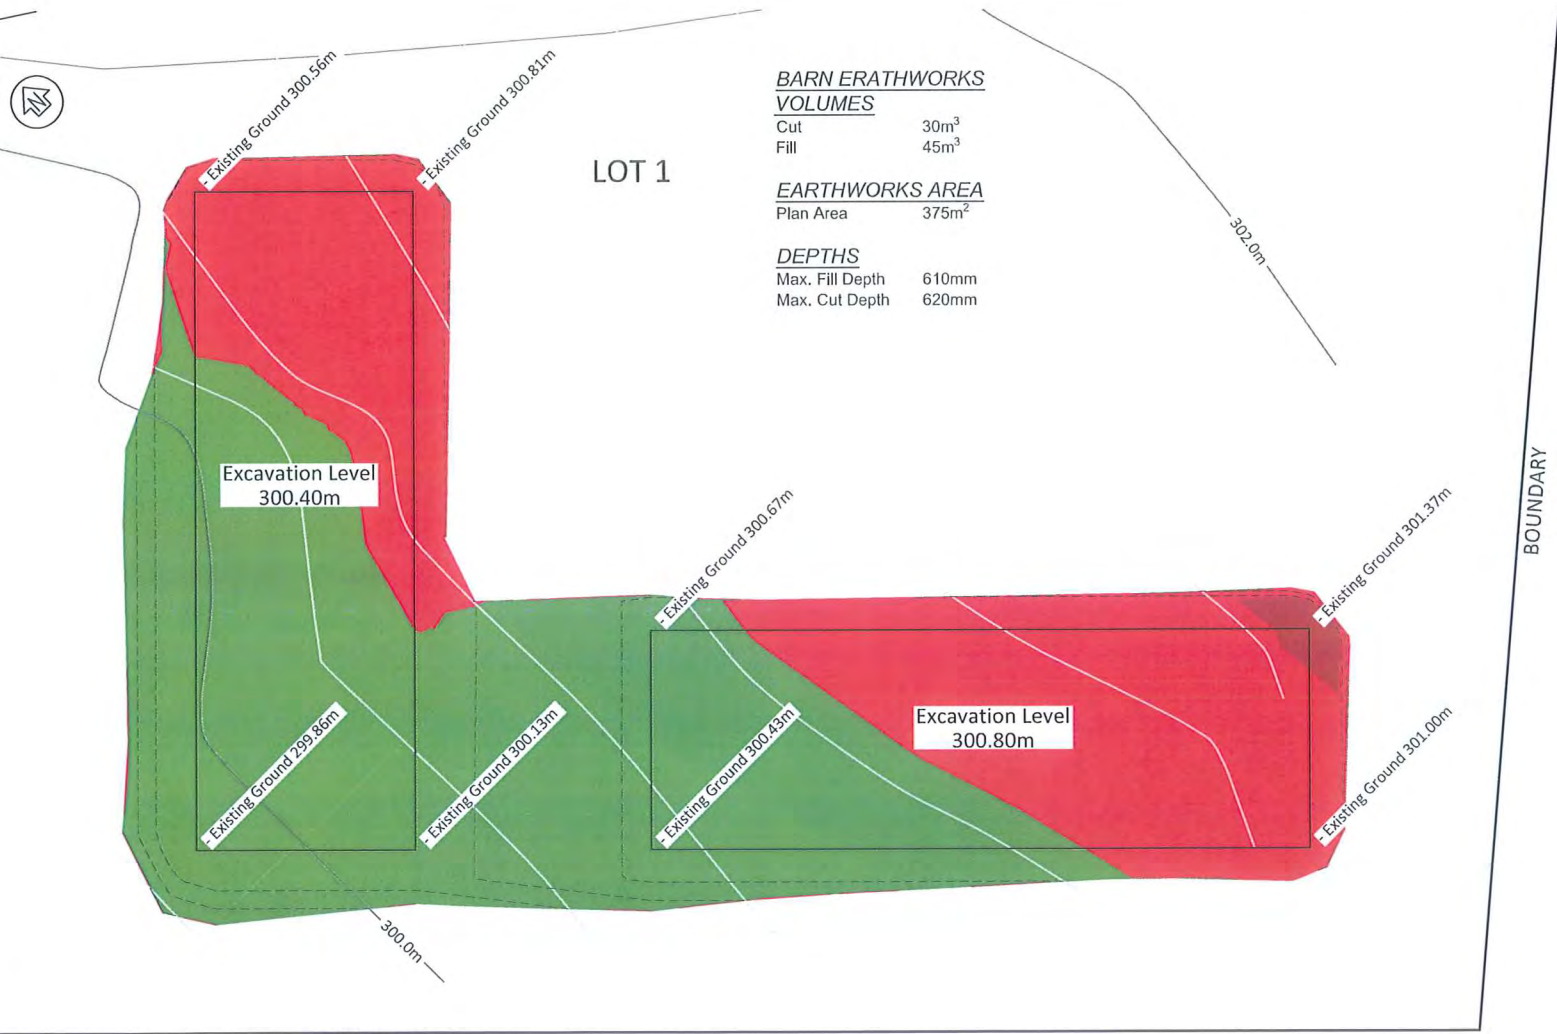 N
- Existing Ground 300.56m
- Existing Ground 300.81m
LOT 1
BARN ERATHWORKS
VOLUMES
Cut 30m³
Fill 45m³
EARTHWORKS AREA
Plan Area 375m²
DEPTHS
Max. Fill Depth 610mm
Max. Cut Depth 620mm
302.0m
BOUNDARY
Excavation Level
300.40m
- Existing Ground 300.67m
- Existing Ground 301.37m
Excavation Level
300.80m
- Existing Ground 299.86m
- Existing Ground 300.13m
- Existing Ground 300.43m
- Existing Ground 301.00m
300.0m